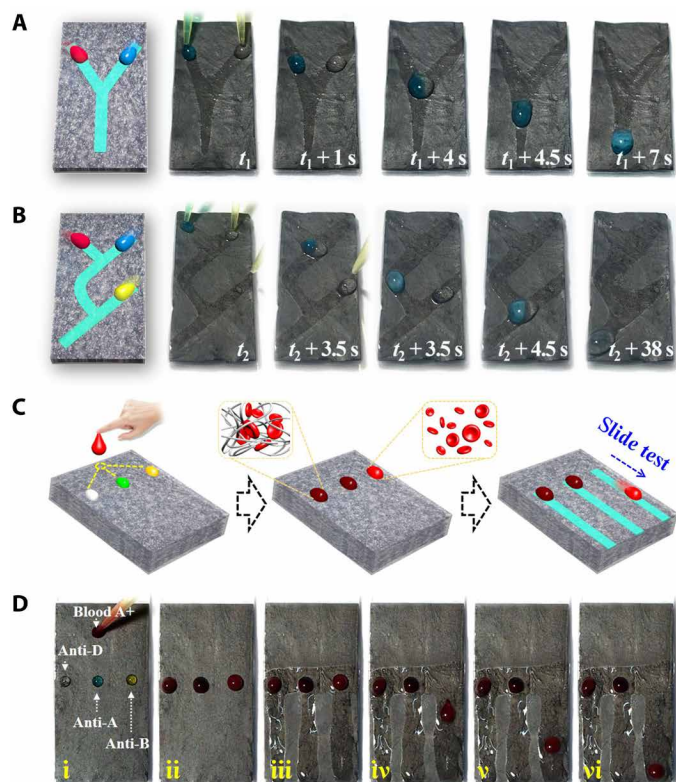 A
t₁
t₁ + 1 s
t₁ + 4 s
t₁ + 4.5 s
t₁ + 7 s
B
t₂
t₂ + 3.5 s
t₂ + 3.5 s
t₂ + 4.5 s
t₂ + 38 s
C
Slide test
D
Blood A+
Anti-D
Anti-A
Anti-B
i
ii
iii
iv
v
vi